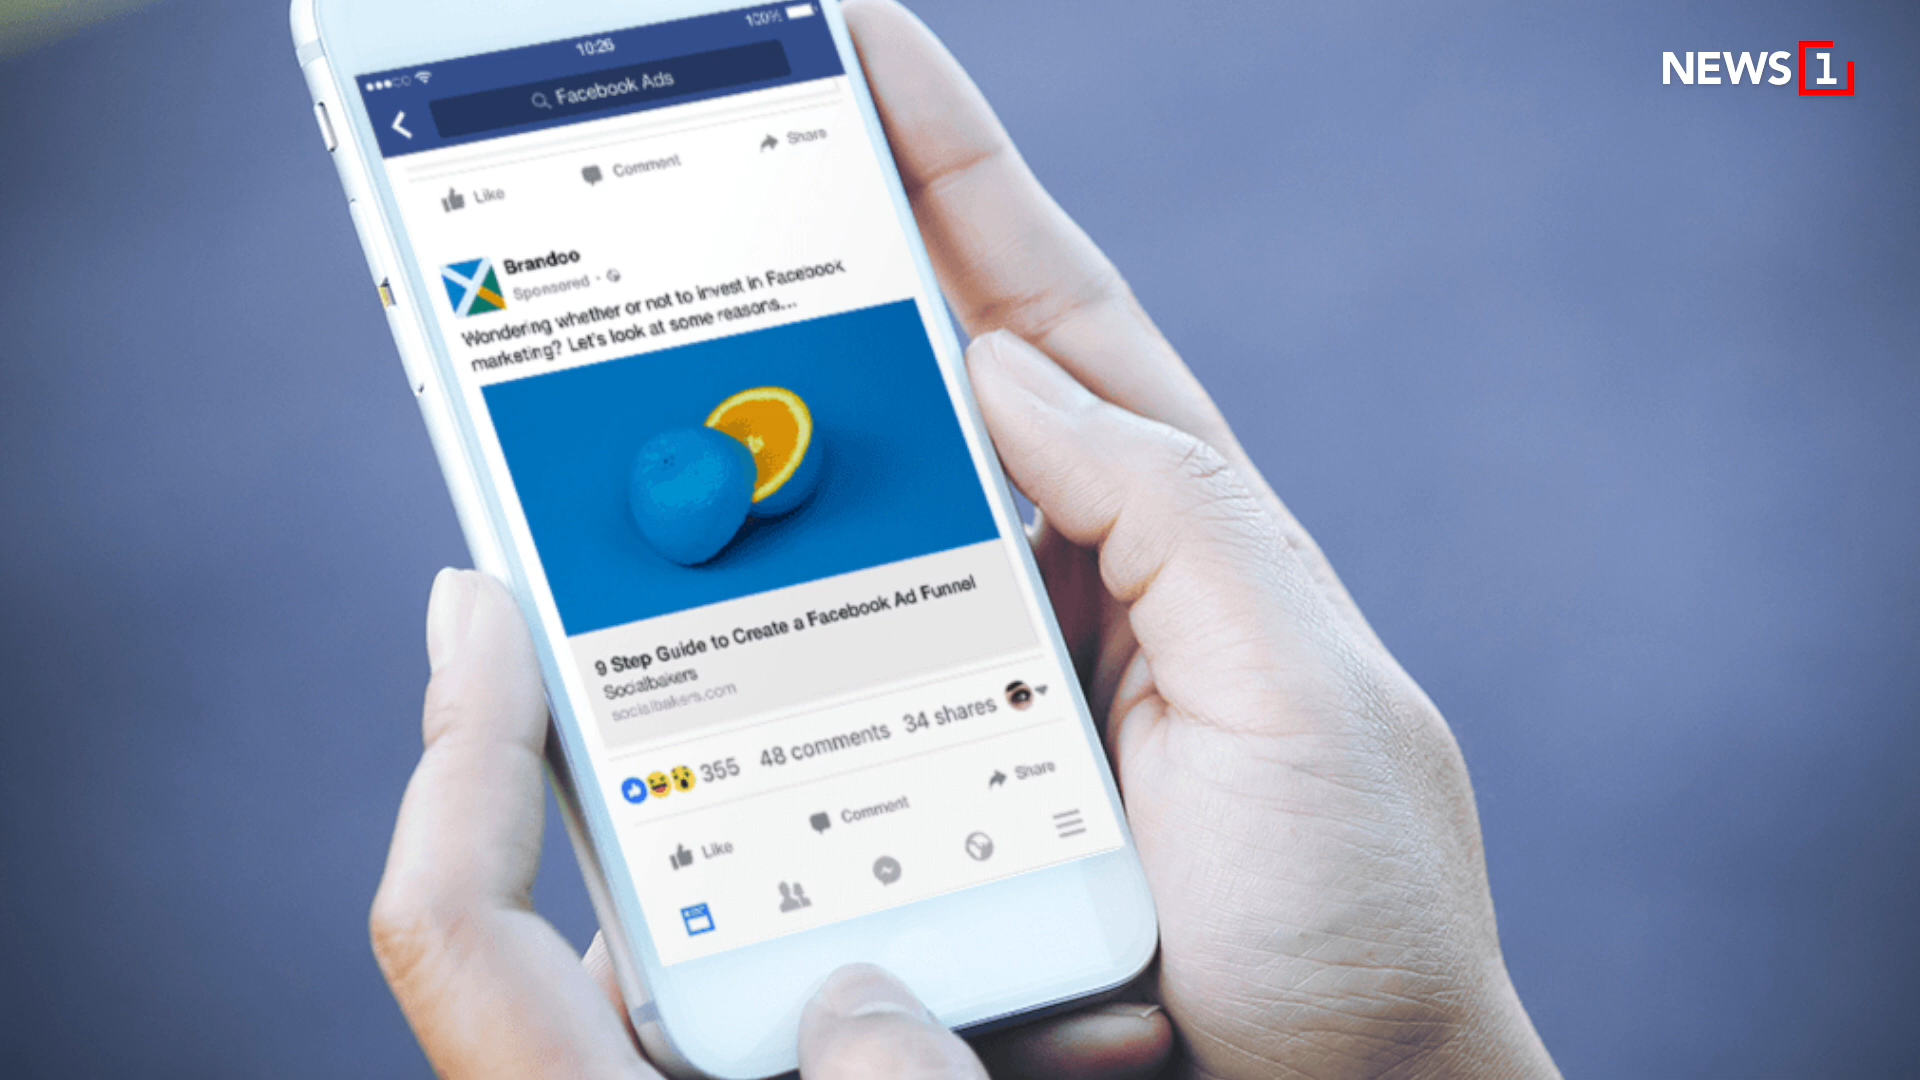 NEWS 1
10:26
100%
Facebook Ads
Like
Comment
Share
Brandoo
Sponsored
Wondering whether or not to invest in Facebook
marketing? Let's look at some reasons...
9 Step Guide to Create a Facebook Ad Funnel
Socialbakers
socialbakers.com
355 48 comments 34 shares
Like
Comment
Share